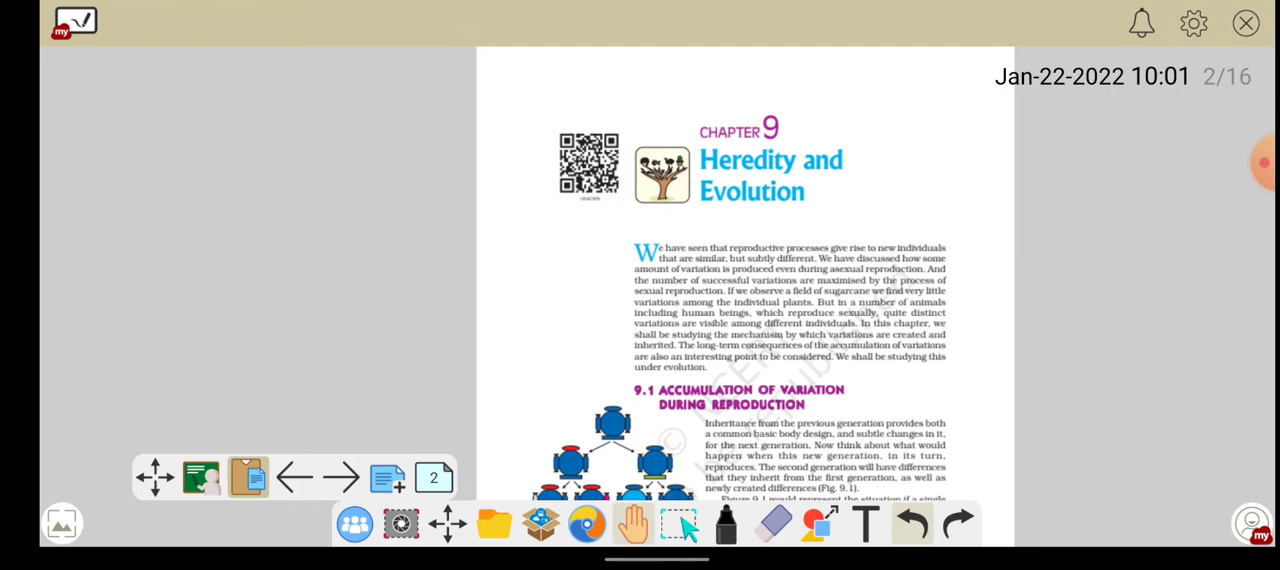 my
Jan-22-2022 10:01 2/16
CHAPTER 9
Heredity and
Evolution
We have seen that reproductive processes give rise to new individuals
that are similar, but subtly different. We have discussed how some
amount of variation is produced even during asexual reproduction. And
the number of successful variations are maximised by the process of
sexual reproduction. If we observe a field of sugarcane we find very little
variations among the individual plants. But in a number of animals
including human beings, which reproduce sexually, quite distinct
variations are visible among different individuals. In this chapter, we
shall be studying the mechanism by which variations are created and
inherited. The long-term consequences of the accumulation of variations
are also an interesting point to be considered. We shall be studying this
under evolution.
9.1 ACCUMULATION OF VARIATION
DURING REPRODUCTION
Inheritance from the previous generation provides both
a common basic body design, and subtle changes in it,
for the next generation. Now think about what would
happen when this new generation, in its turn,
reproduces. The second generation will have differences
that they inherit from the first generation, as well as
newly created differences (Fig. 9.1).
Figure 9.1 would represent the situation if a single
2
T
my